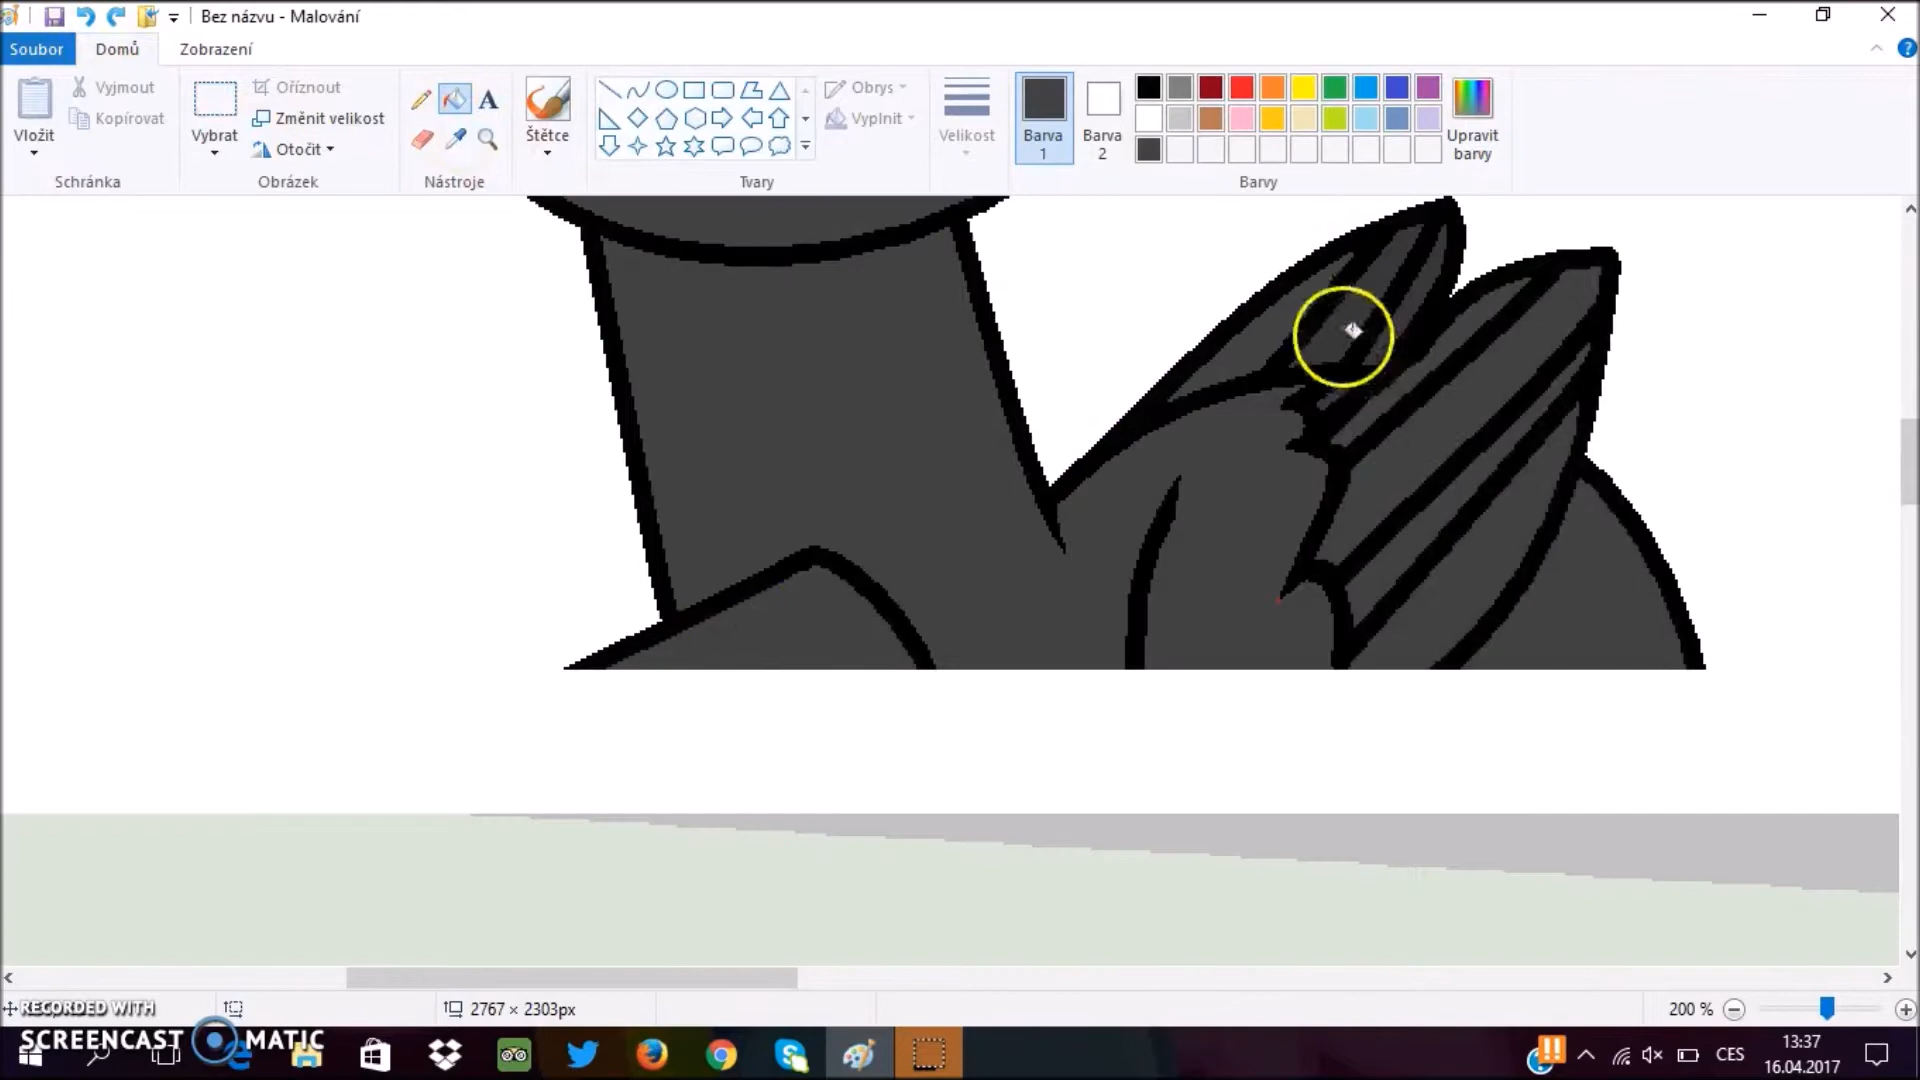 Bez názvu - Malování
Soubor
Domů
Zobrazení
Vložit
Vyjmout
Kopírovat
Schránka
Vybrat
Oříznout
Změnit velikost
Otočit
Obrázek
A
Nástroje
Štětce
Obrys
Vyplnit
Tvary
Velikost
Barva
1
Barva
2
Upravit
barvy
Barvy
2767 × 2303px
200 %
RECORDED WITH
SCREENCAST MATIC
CES
13:37
16.04.2017